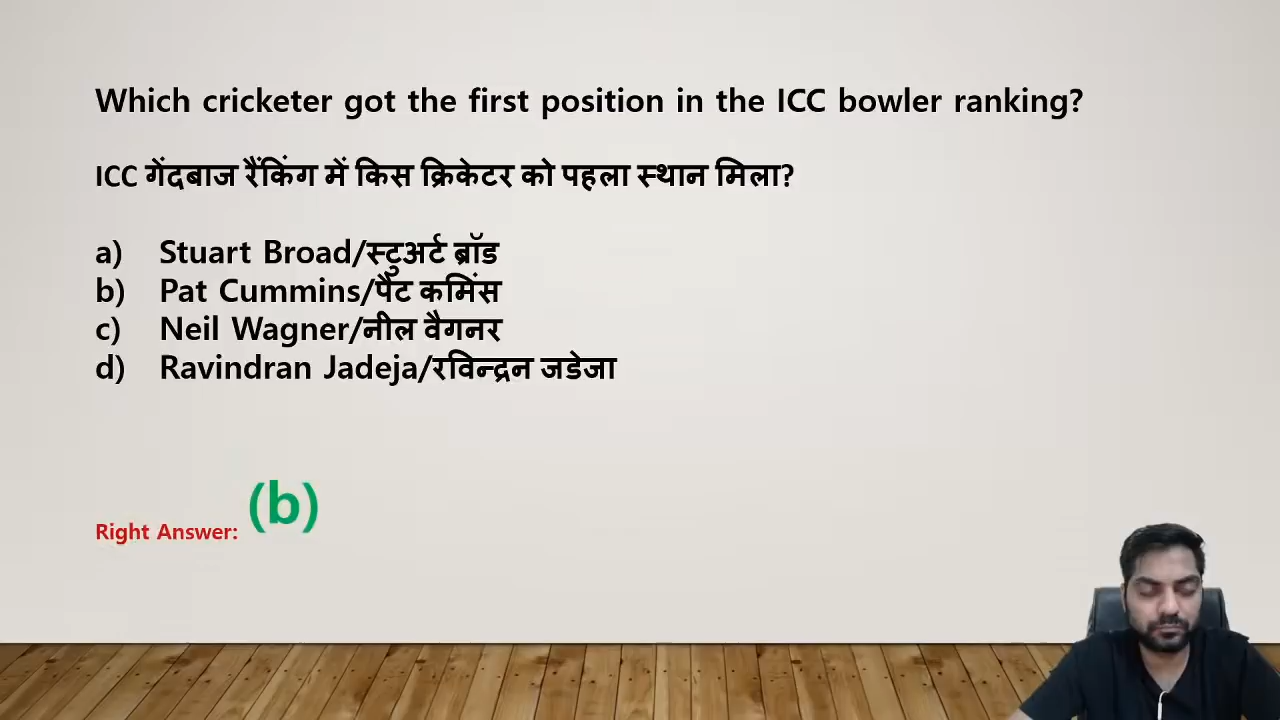 Which cricketer got the first position in the ICC bowler ranking?
ICC गेंदबाज रैंकिंग में किस क्रिकेटर को पहला स्थान मिला?
a) Stuart Broad/स्टुअर्ट ब्रॉड
b) Pat Cummins/पैट कमिंस
c) Neil Wagner/नील वैगनर
d) Ravindran Jadeja/रविन्द्रन जडेजा
Right Answer: (b)